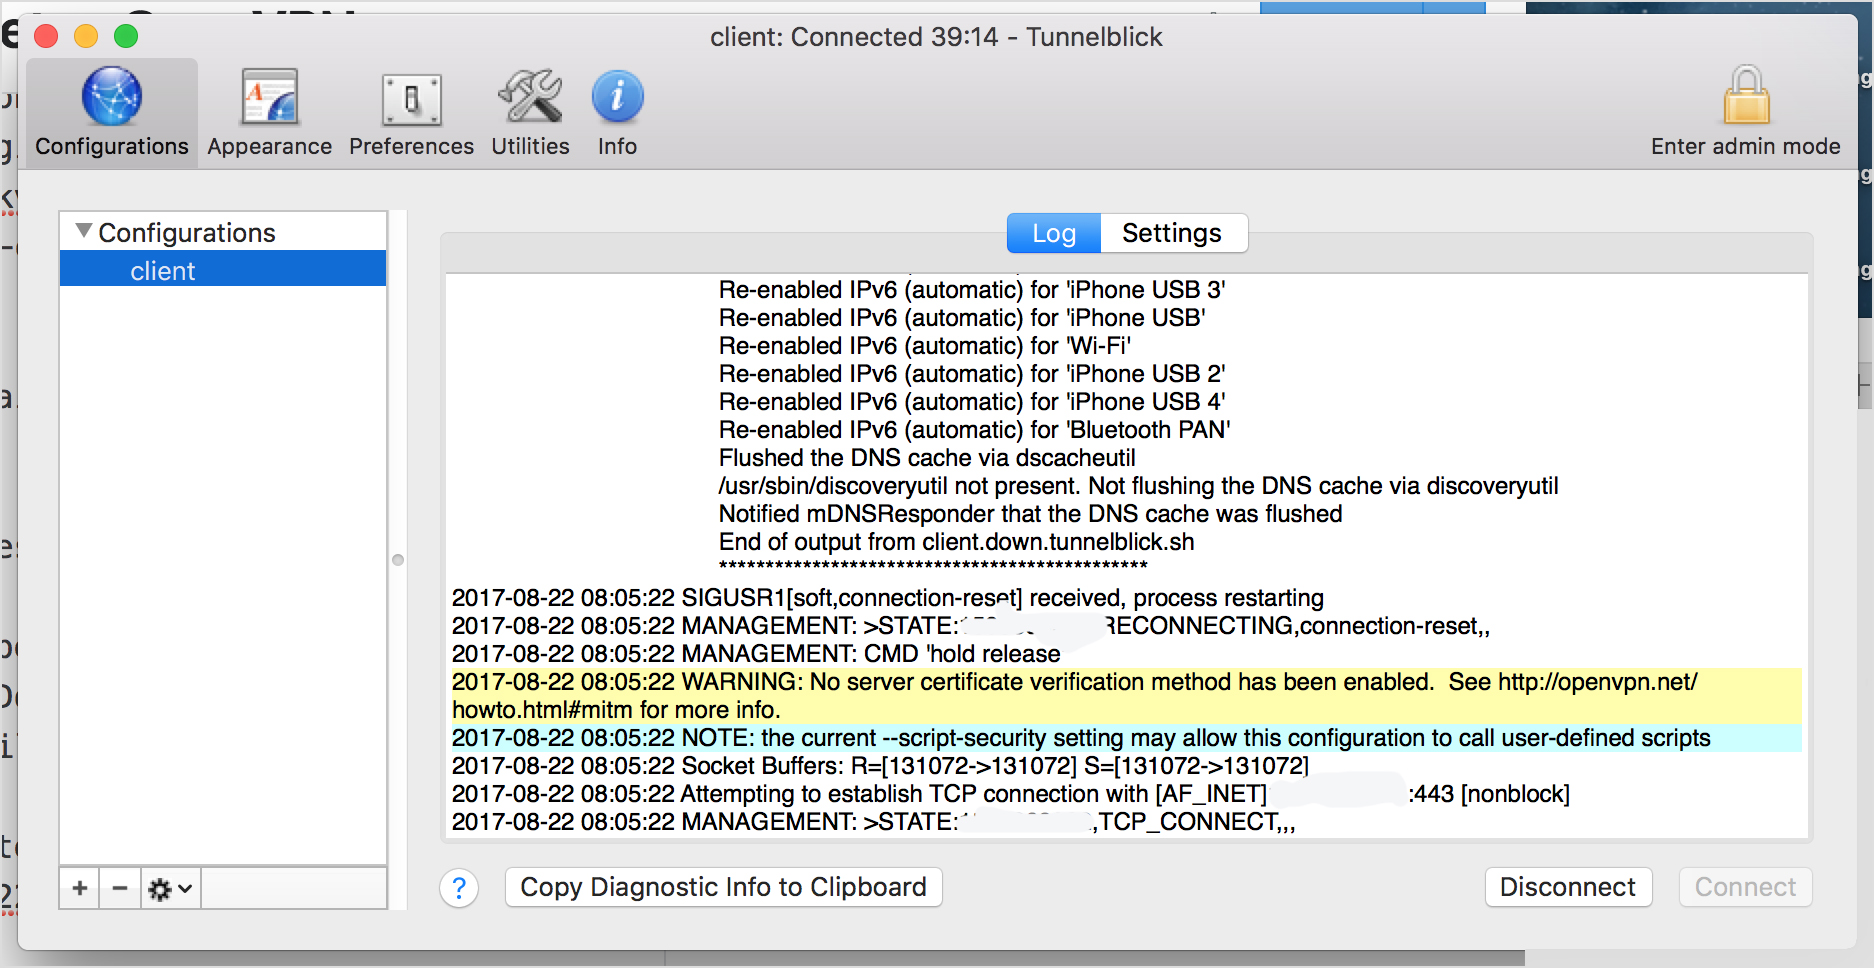 client: Connected 39:14 - Tunnelblick
Configurations
Appearance
Preferences
Utilities
Info
Enter admin mode
Configurations
client
Log
Settings
Re-enabled IPv6 (automatic) for 'iPhone USB 3'
Re-enabled IPv6 (automatic) for 'iPhone USB'
Re-enabled IPv6 (automatic) for 'Wi-Fi'
Re-enabled IPv6 (automatic) for 'iPhone USB 2'
Re-enabled IPv6 (automatic) for 'iPhone USB 4'
Re-enabled IPv6 (automatic) for 'Bluetooth PAN'
Flushed the DNS cache via dscacheutil
/usr/sbin/discoveryutil not present. Not flushing the DNS cache via discoveryutil
Notified mDNSResponder that the DNS cache was flushed
End of output from client.down.tunnelblick.sh
**********************************************
2017-08-22 08:05:22 SIGUSR1[soft,connection-reset] received, process restarting
2017-08-22 08:05:22 MANAGEMENT: >STATE: RECONNECTING,connection-reset,,
2017-08-22 08:05:22 MANAGEMENT: CMD 'hold release
2017-08-22 08:05:22 WARNING: No server certificate verification method has been enabled.  See http://openvpn.net/
howto.html#mitm for more info.
2017-08-22 08:05:22 NOTE: the current --script-security setting may allow this configuration to call user-defined scripts
2017-08-22 08:05:22 Socket Buffers: R=[131072->131072] S=[131072->131072]
2017-08-22 08:05:22 Attempting to establish TCP connection with [AF_INET] :443 [nonblock]
2017-08-22 08:05:22 MANAGEMENT: >STATE: ,TCP_CONNECT,,,
+
−
?
Copy Diagnostic Info to Clipboard
Disconnect
Connect